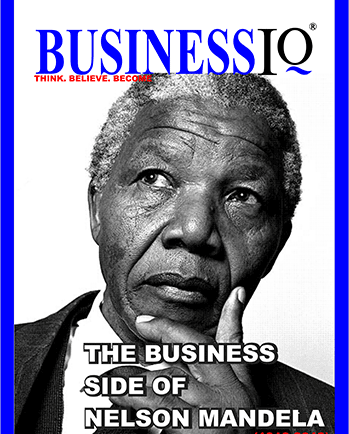 BUSINESSIQ®
THINK. BELIEVE. BECOME
THE BUSINESS
SIDE OF
NELSON MANDELA